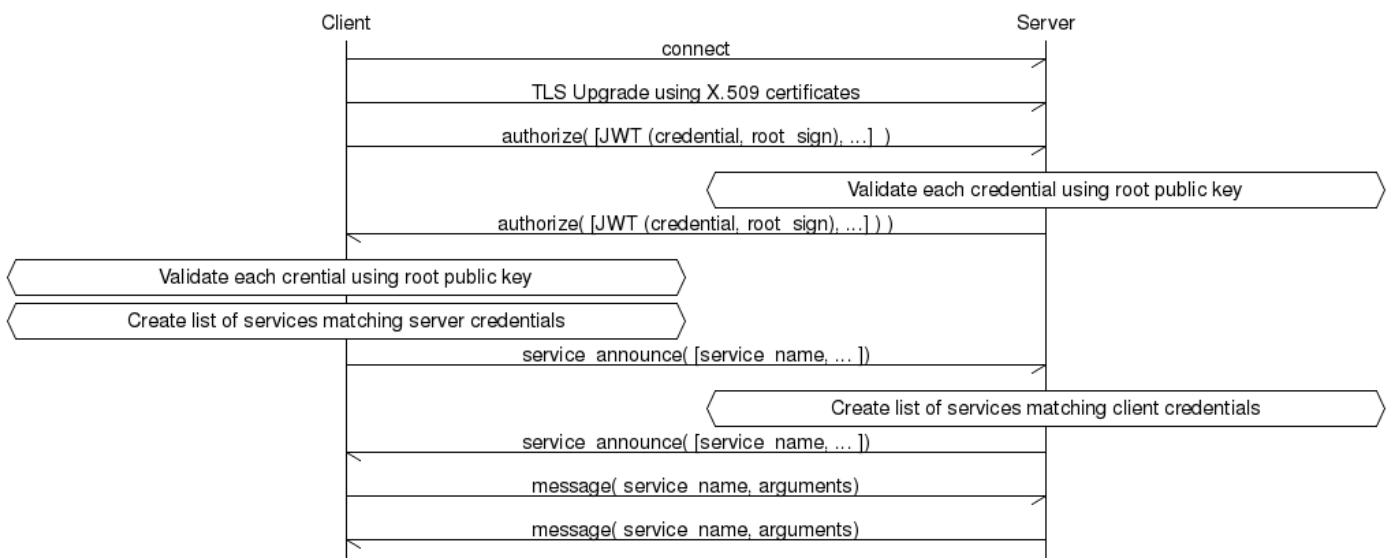 Client Server
connect
TLS Upgrade using X.509 certificates
authorize( [JWT (credential, root_sign), ...]  )
Validate each credential using root public key
authorize( [JWT (credential, root_sign), ...] ) )
Validate each crential using root public key
Create list of services matching server credentials
service_announce( [service_name, ... ])
Create list of services matching client credentials
service_announce( [service_name, ... ])
message( service_name, arguments)
message( service_name, arguments)